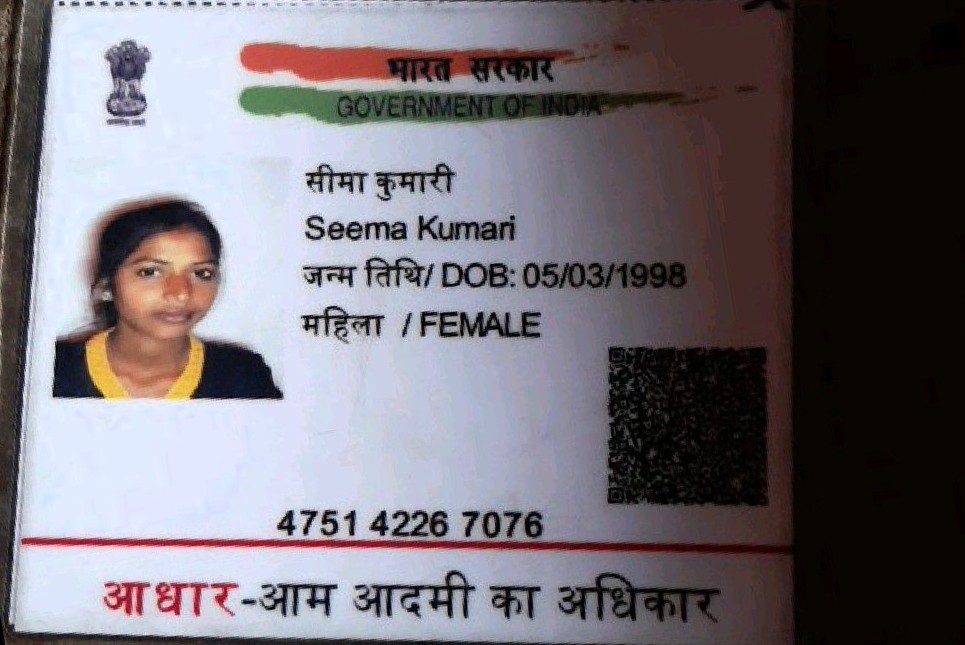 भारत सरकार
GOVERNMENT OF INDIA
सीमा कुमारी
Seema Kumari
जन्म तिथि/ DOB: 05/03/1998
महिला / FEMALE
4751 4226 7076
आधार-आम आदमी का अधिकार